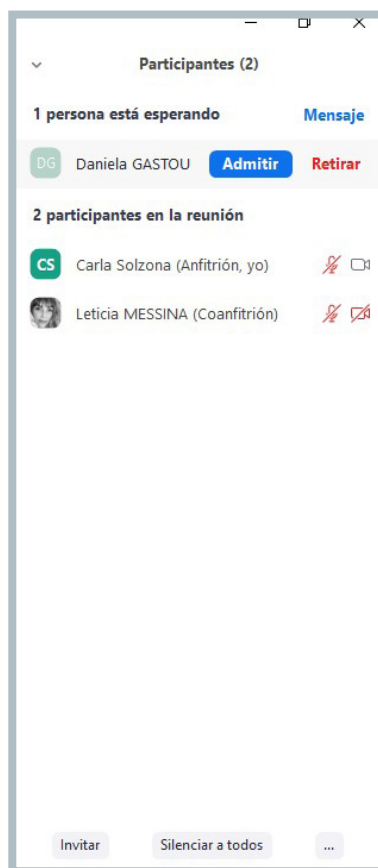 Participantes (2)
1 persona está esperando Mensaje
DG Daniela GASTOU Admitir Retirar
2 participantes en la reunión
CS Carla Solzona (Anfitrión, yo)
Leticia MESSINA (Coanfitrión)
Invitar Silenciar a todos ...